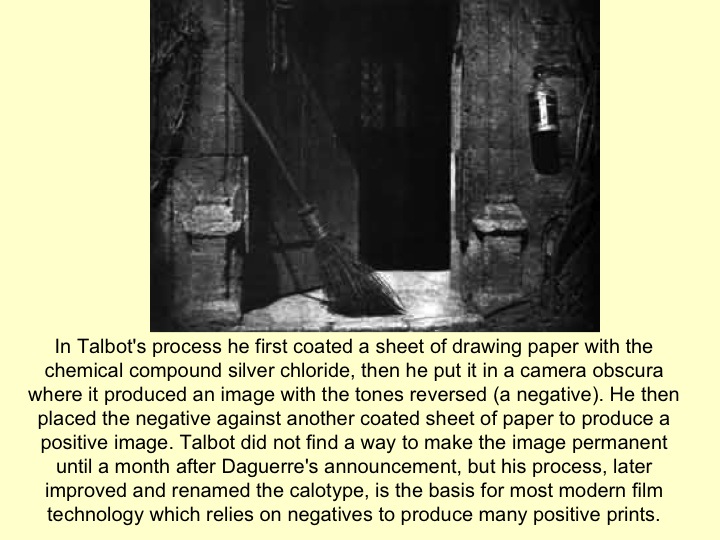 In Talbot's process he first coated a sheet of drawing paper with the
chemical compound silver chloride, then he put it in a camera obscura
where it produced an image with the tones reversed (a negative). He then
placed the negative against another coated sheet of paper to produce a
positive image. Talbot did not find a way to make the image permanent
until a month after Daguerre's announcement, but his process, later
improved and renamed the calotype, is the basis for most modern film
technology which relies on negatives to produce many positive prints.